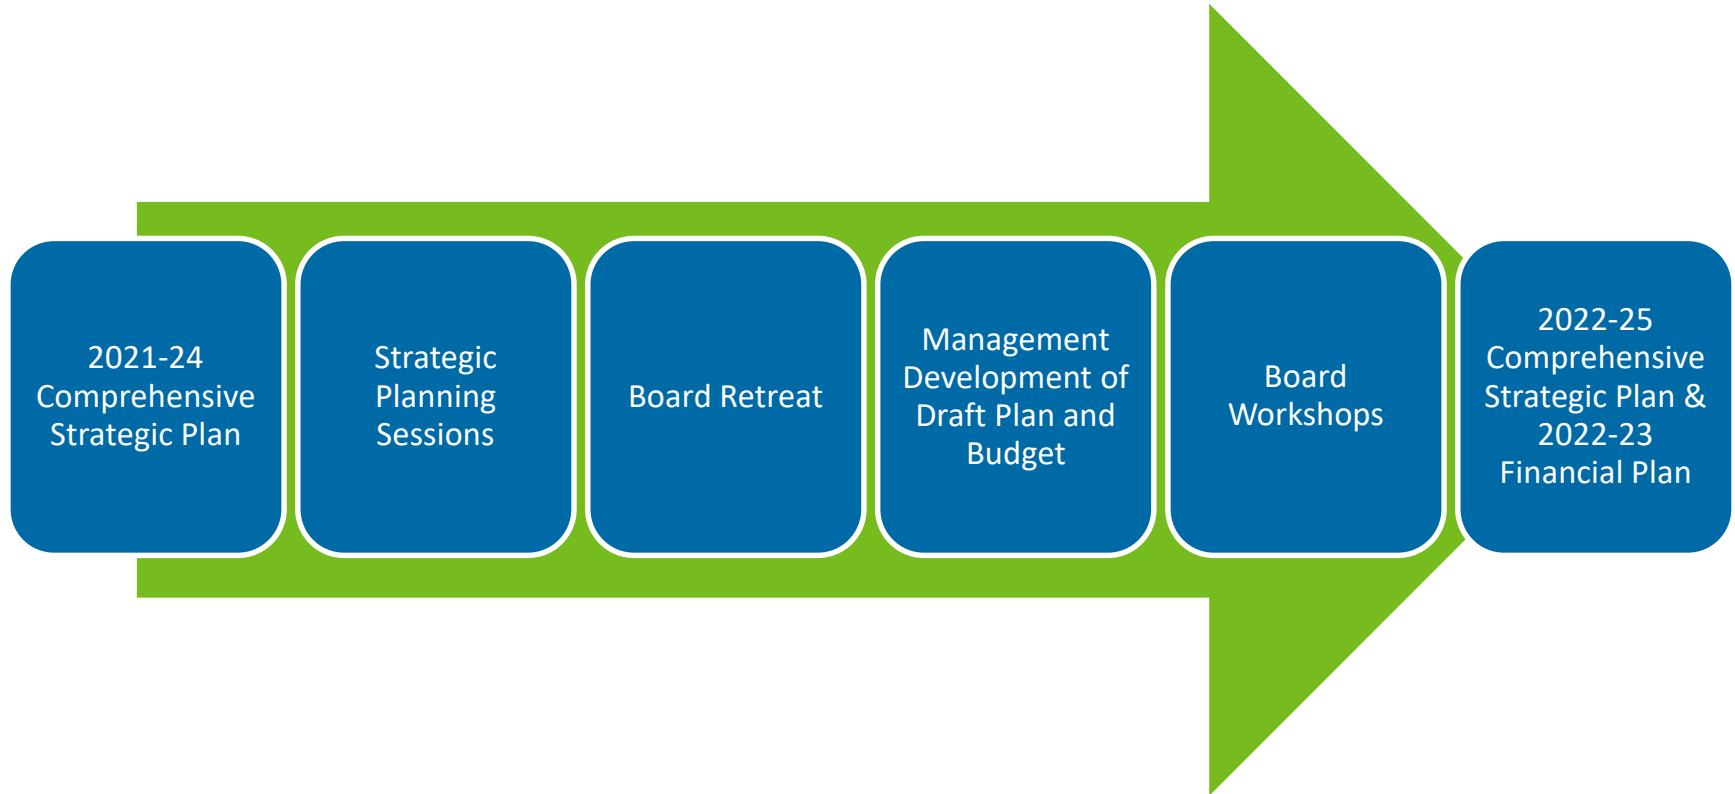 2021-24
Comprehensive
Strategic Plan
Strategic
Planning
Sessions
Board Retreat
Management
Development of
Draft Plan and
Budget
Board
Workshops
2022-25
Comprehensive
Strategic Plan &
2022-23
Financial Plan